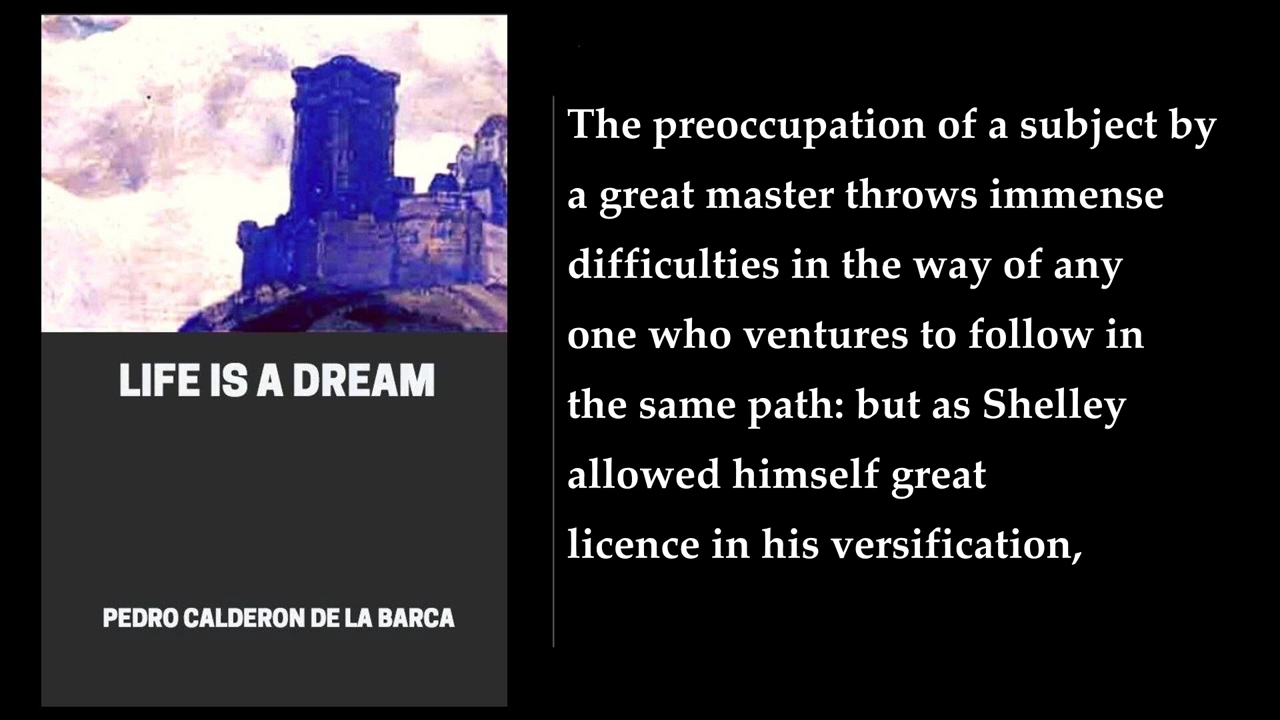 LIFE IS A DREAM
PEDRO CALDERON DE LA BARCA
The preoccupation of a subject by
a great master throws immense
difficulties in the way of any
one who ventures to follow in
the same path: but as Shelley
allowed himself great
licence in his versification,